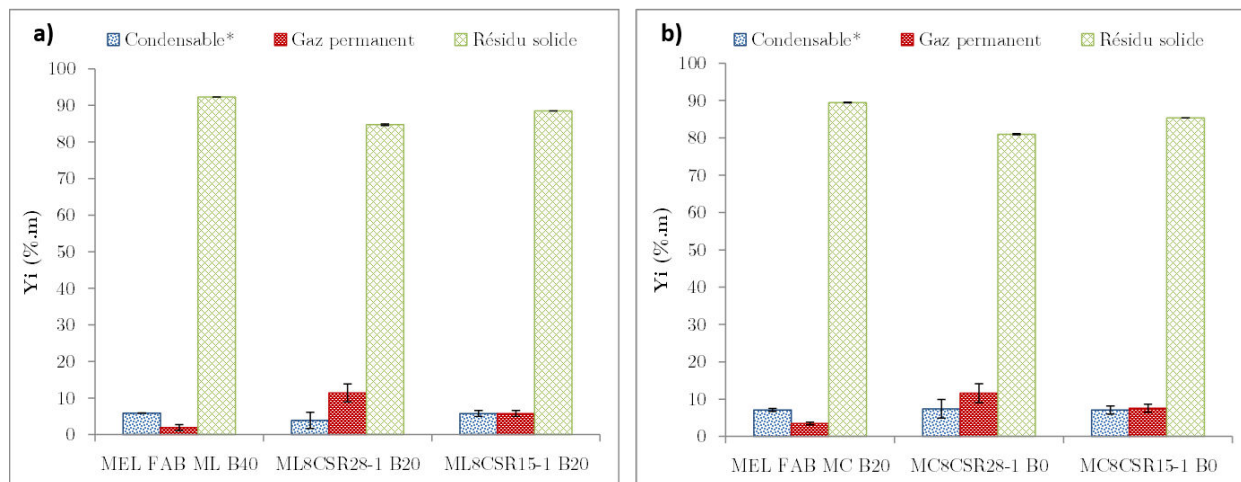 a)
Condensable* Gaz permanent Résidu solide
100
90
80
70
60
50
40
30
20
10
0
Yi (%.m)
MEL FAB ML B40 ML8CSR28-1 B20 ML8CSR15-1 B20
b)
Condensable* Gaz permanent Résidu solide
100
90
80
70
60
50
40
30
20
10
0
Yi (%.m)
MEL FAB MC B20 MC8CSR28-1 B0 MC8CSR15-1 B0